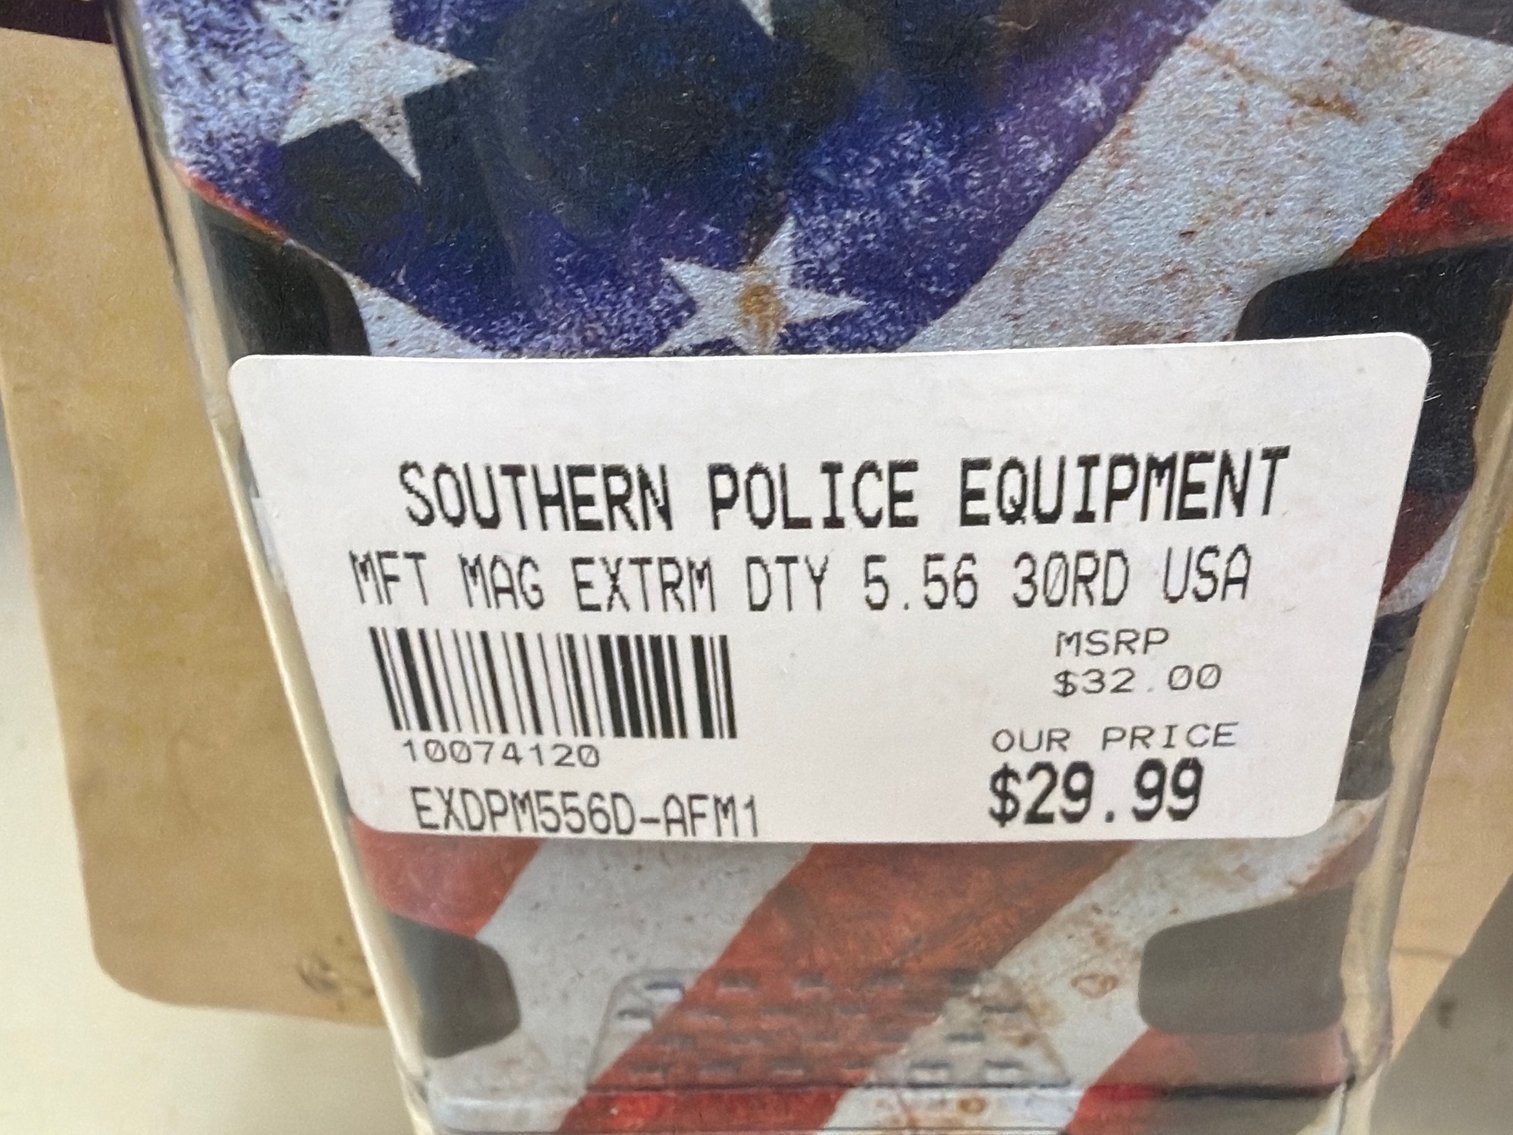 SOUTHERN POLICE EQUIPMENT
MFT MAG EXTRM DTY 5.56 30RD USA
MSRP
$32.00
10074120
OUR PRICE
$29.99
EXDPM556D-AFM1